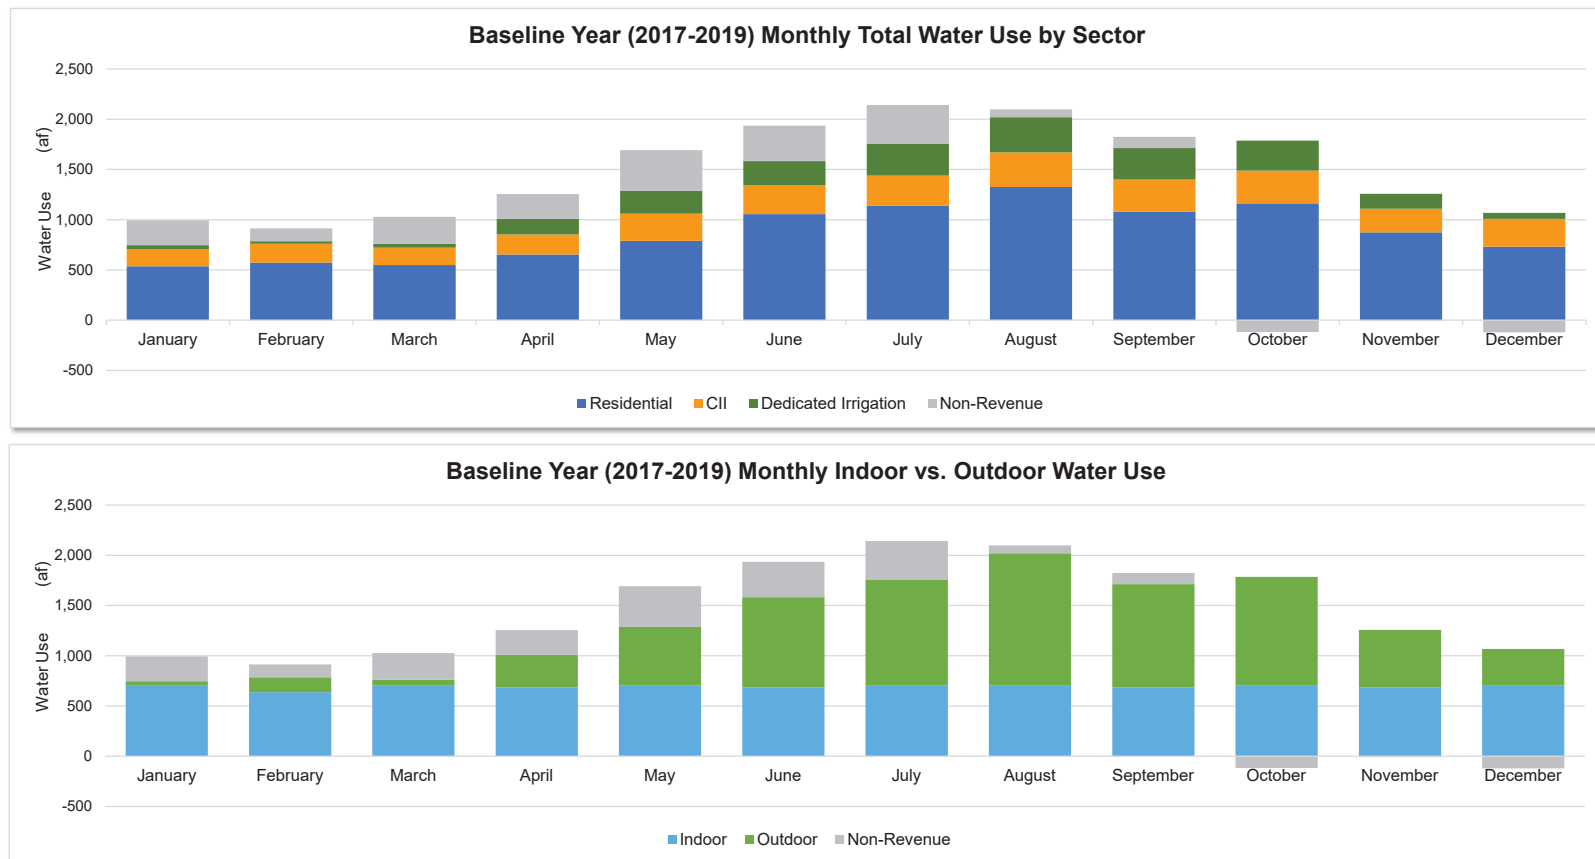 Baseline Year (2017-2019) Monthly Total Water Use by Sector
2,500
2,000
1,500
1,000
500
0
-500
Water Use (af)
January February March April May June July August September October November December
Residential CII Dedicated Irrigation Non-Revenue
Baseline Year (2017-2019) Monthly Indoor vs. Outdoor Water Use
2,500
2,000
1,500
1,000
500
0
-500
Water Use (af)
January February March April May June July August September October November December
Indoor Outdoor Non-Revenue